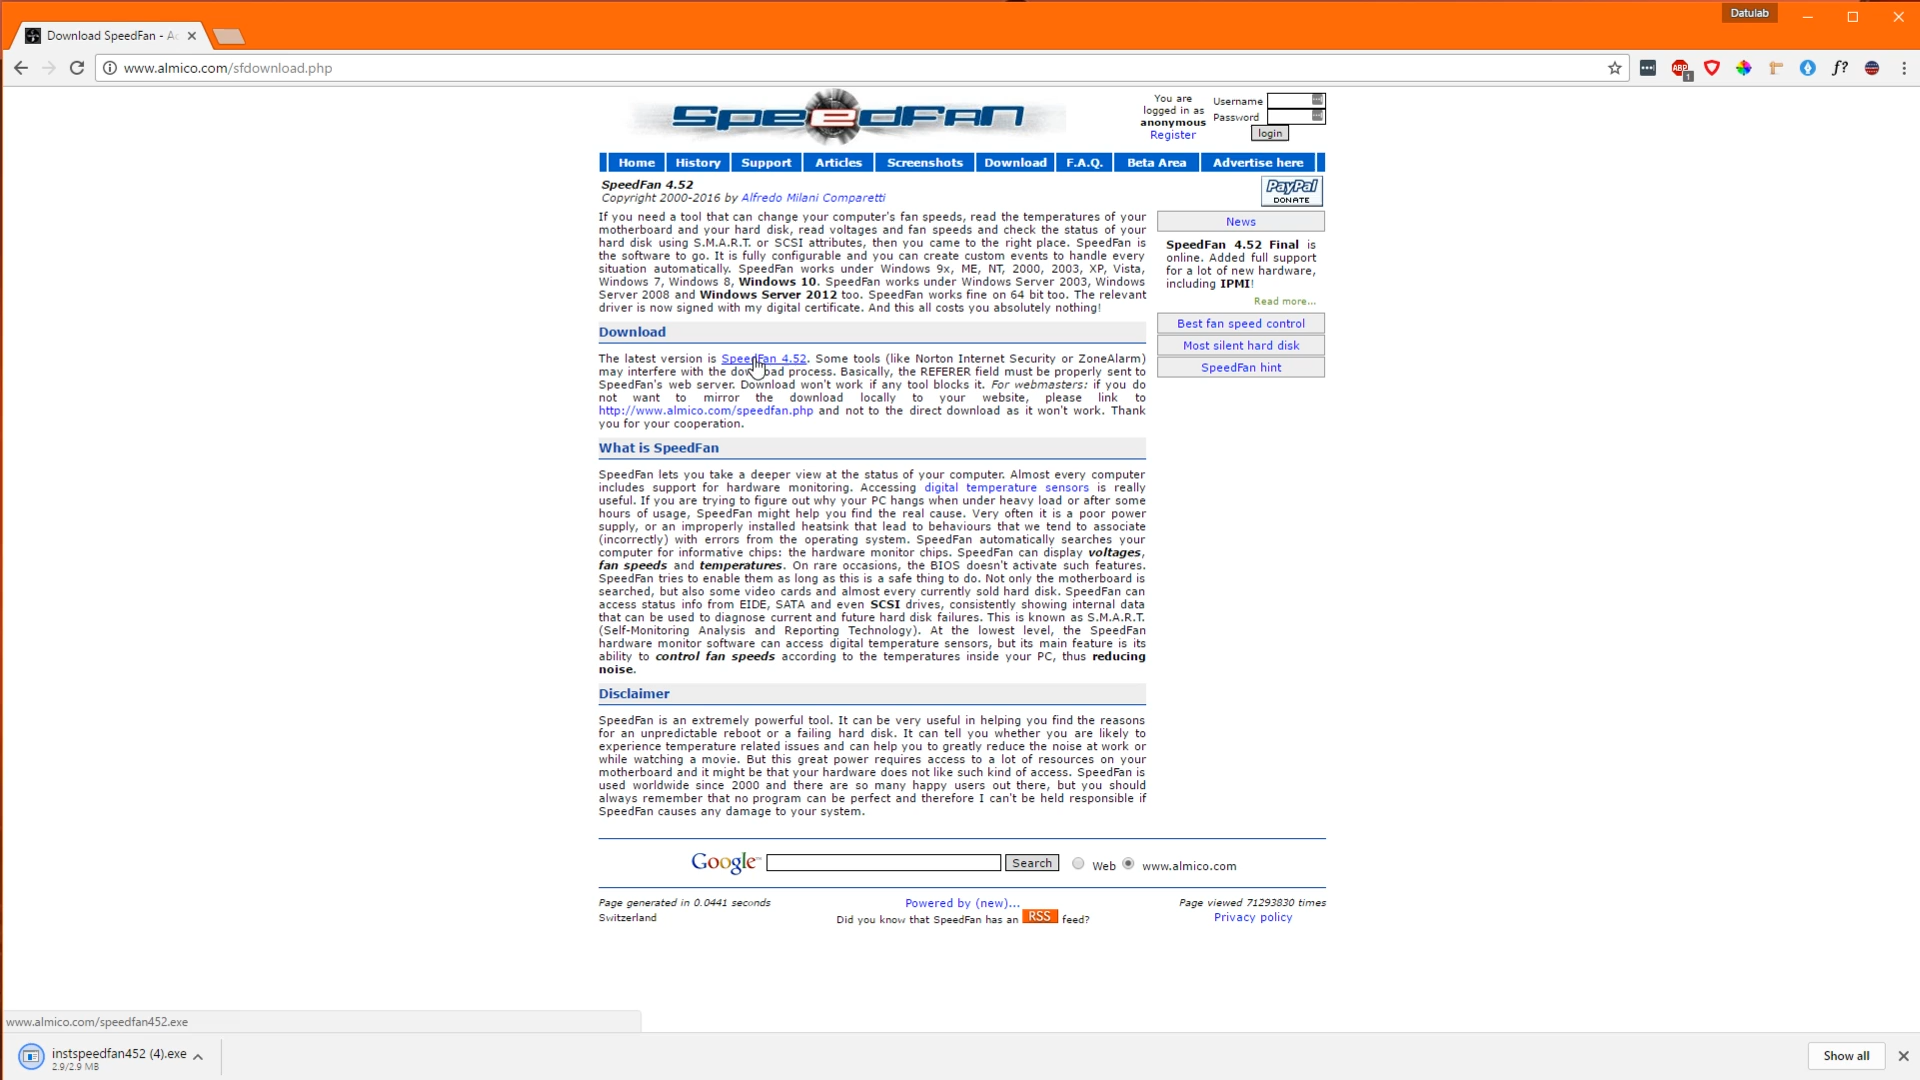 Datulab
Download SpeedFan - Ac
www.almico.com/sfdownload.php
ABP
1
f?
SpeedFan
You are
logged in as
anonymous
Register
Username
Password
login
Home
History
Support
Articles
Screenshots
Download
F.A.Q.
Beta Area
Advertise here
SpeedFan 4.52
Copyright 2000-2016 by Alfredo Milani Comparetti
PayPal
DONATE
If you need a tool that can change your computer's fan speeds, read the temperatures of your
motherboard and your hard disk, read voltages and fan speeds and check the status of your
hard disk using S.M.A.R.T. or SCSI attributes, then you came to the right place. SpeedFan is
the software to go. It is fully configurable and you can create custom events to handle every
situation automatically. SpeedFan works under Windows 9x, ME, NT, 2000, 2003, XP, Vista,
Windows 7, Windows 8, Windows 10. SpeedFan works under Windows Server 2003, Windows
Server 2008 and Windows Server 2012 too. SpeedFan works fine on 64 bit too. The relevant
driver is now signed with my digital certificate. And this all costs you absolutely nothing!
News
SpeedFan 4.52 Final is
online. Added full support
for a lot of new hardware,
including IPMI!
Read more...
Best fan speed control
Most silent hard disk
SpeedFan hint
Download
The latest version is SpeedFan 4.52. Some tools (like Norton Internet Security or ZoneAlarm)
may interfere with the download process. Basically, the REFERER field must be properly sent to
SpeedFan's web server. Download won't work if any tool blocks it. For webmasters: if you do
not want to mirror the download locally to your website, please link to
http://www.almico.com/speedfan.php and not to the direct download as it won't work. Thank
you for your cooperation.
What is SpeedFan
SpeedFan lets you take a deeper view at the status of your computer. Almost every computer
includes support for hardware monitoring. Accessing digital temperature sensors is really
useful. If you are trying to figure out why your PC hangs when under heavy load or after some
hours of usage, SpeedFan might help you find the real cause. Very often it is a poor power
supply, or an improperly installed heatsink that lead to behaviours that we tend to associate
(incorrectly) with errors from the operating system. SpeedFan automatically searches your
computer for informative chips: the hardware monitor chips. SpeedFan can display voltages,
fan speeds and temperatures. On rare occasions, the BIOS doesn't activate such features.
SpeedFan tries to enable them as long as this is a safe thing to do. Not only the motherboard is
searched, but also some video cards and almost every currently sold hard disk. SpeedFan can
access status info from EIDE, SATA and even SCSI drives, consistently showing internal data
that can be used to diagnose current and future hard disk failures. This is known as S.M.A.R.T.
(Self-Monitoring Analysis and Reporting Technology). At the lowest level, the SpeedFan
hardware monitor software can access digital temperature sensors, but its main feature is its
ability to control fan speeds according to the temperatures inside your PC, thus reducing
noise.
Disclaimer
SpeedFan is an extremely powerful tool. It can be very useful in helping you find the reasons
for an unpredictable reboot or a failing hard disk. It can tell you whether you are likely to
experience temperature related issues and can help you to greatly reduce the noise at work or
while watching a movie. But this great power requires access to a lot of resources on your
motherboard and it might be that your hardware does not like such kind of access. SpeedFan is
used worldwide since 2000 and there are so many happy users out there, but you should
always remember that no program can be perfect and therefore I can't be held responsible if
SpeedFan causes any damage to your system.
Google™
Search
Web
www.almico.com
Page generated in 0.0441 seconds
Switzerland
Powered by (new)...
Did you know that SpeedFan has an RSS feed?
Page viewed 71293830 times
Privacy policy
www.almico.com/speedfan452.exe
instspeedfan452 (4).exe
2.9/2.9 MB
Show all